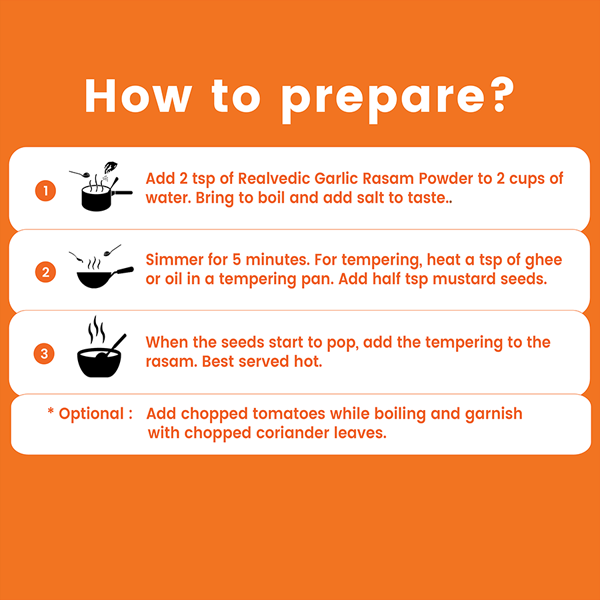 How to prepare?
1
Add 2 tsp of Realvedic Garlic Rasam Powder to 2 cups of
water. Bring to boil and add salt to taste..
2
Simmer for 5 minutes. For tempering, heat a tsp of ghee
or oil in a tempering pan. Add half tsp mustard seeds.
3
When the seeds start to pop, add the tempering to the
rasam. Best served hot.
* Optional : Add chopped tomatoes while boiling and garnish
with chopped coriander leaves.